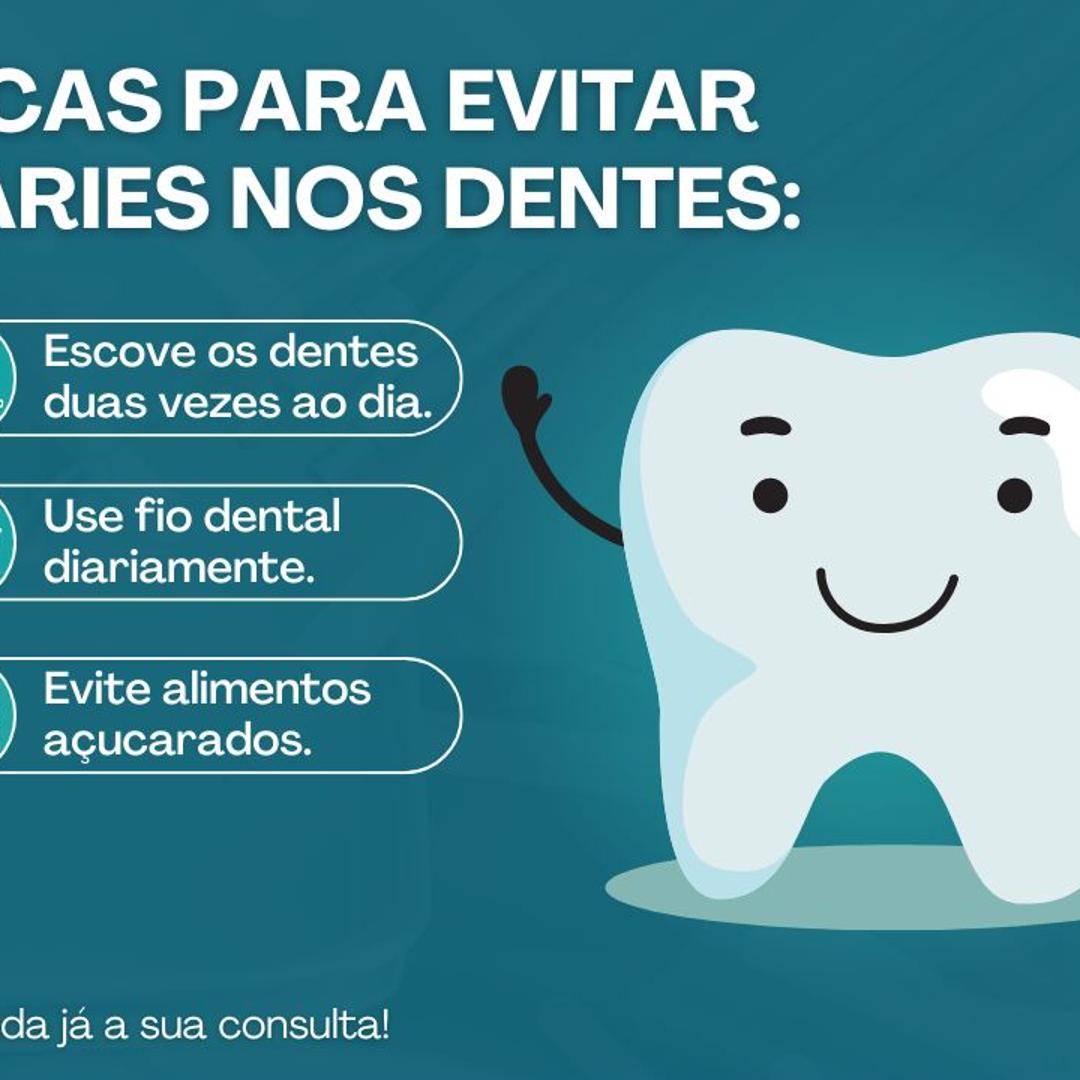 CAS PARA EVITAR
ARIES NOS DENTES:
Escove os dentes
duas vezes ao dia.
Use fio dental
diariamente.
Evite alimentos
açucarados.
da já a sua consulta!